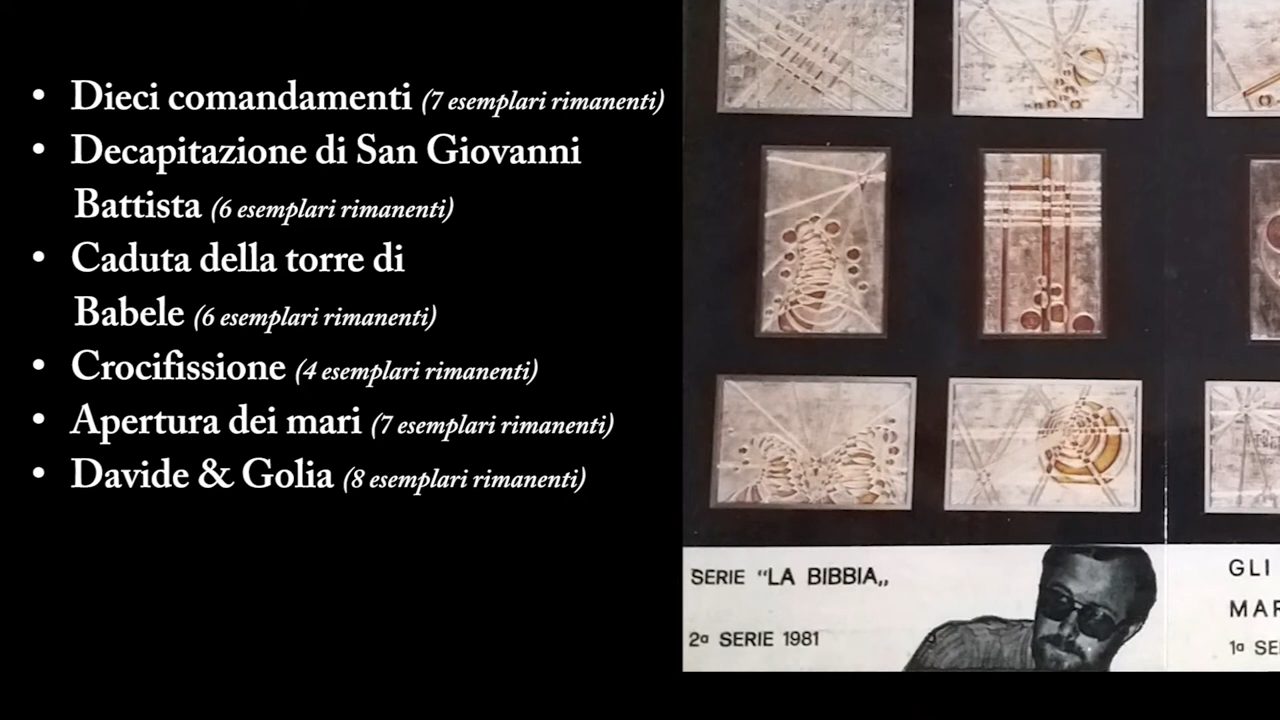 • Dieci comandamenti (7 esemplari rimanenti)
• Decapitazione di San Giovanni
Battista (6 esemplari rimanenti)
• Caduta della torre di
Babele (6 esemplari rimanenti)
• Crocifissione (4 esemplari rimanenti)
• Apertura dei mari (7 esemplari rimanenti)
• Davide & Golia (8 esemplari rimanenti)
SERIE “LA BIBBIA„
2ª SERIE 1981
GLI
1ª